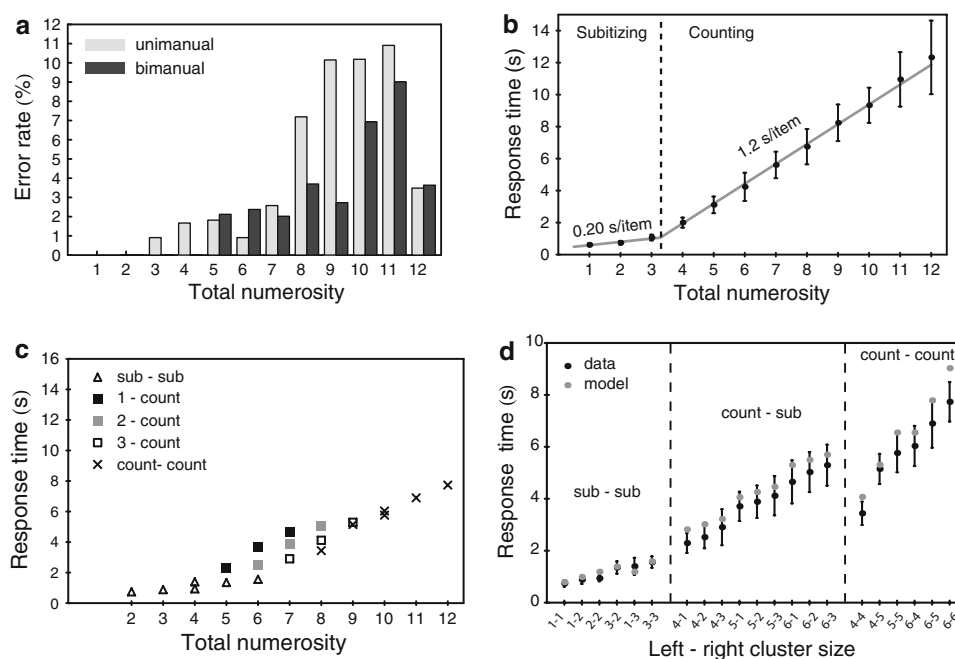 a
Error rate (%)
12
11
10
9
8
7
6
5
4
3
2
1
0
unimanual
bimanual
1 2 3 4 5 6 7 8 9 10 11 12
Total numerosity
b
Response time (s)
14
12
10
8
6
4
2
0
Subitizing Counting
0.20 s/item
1.2 s/item
1 2 3 4 5 6 7 8 9 10 11 12
Total numerosity
c
Response time (s)
16
14
12
10
8
6
4
2
0
sub - sub
1 - count
2 - count
3 - count
count- count
2 3 4 5 6 7 8 9 10 11 12
Total numerosity
d
Response time (s)
10
8
6
4
2
0
data
model
sub - sub
count - sub
count - count
1-1 1-2 2-2 3-2 1-3 3-3 4-1 4-2 4-3 5-1 5-2 5-3 6-1 6-2 6-3 4-4 4-5 5-5 6-4 6-5 6-6
Left - right cluster size